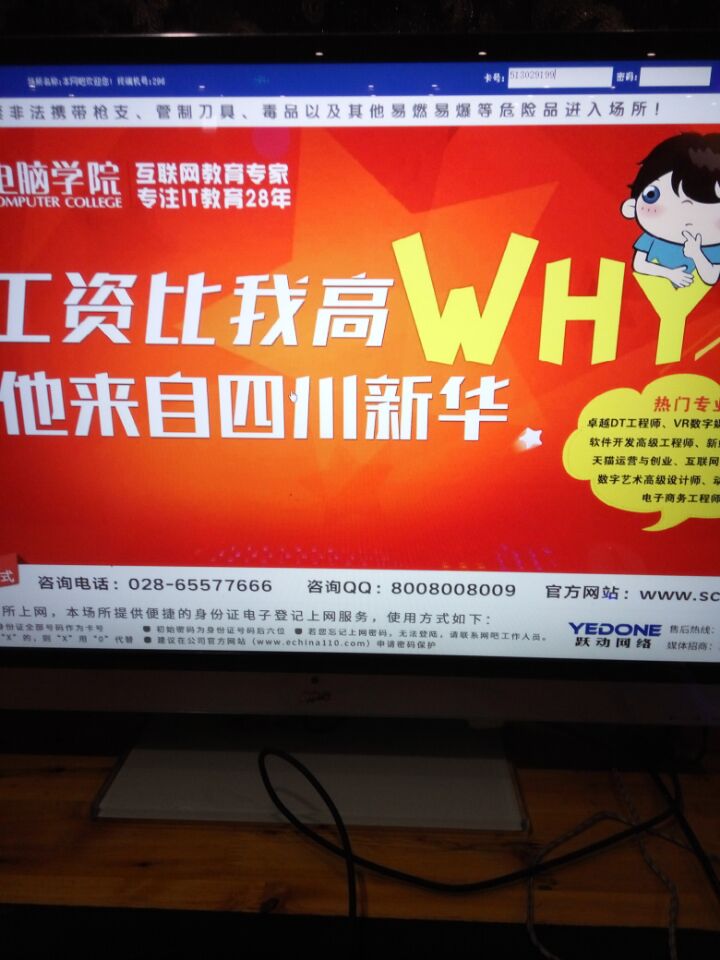 场所名称:本网吧欢迎您! 终端机号:296
卡号: 513029199 密码:
非法携带枪支、管制刀具、毒品以及其他易燃易爆等危险品进入场所!
电脑学院
COMPUTER COLLEGE
互联网教育专家
专注IT教育28年
工资比我高WHY
他来自四川新华
热门专业
卓越DT工程师、VR数字
软件开发高级工程师、新
天猫运营与创业、互联网
数字艺术高级设计师、动
电子商务工程师
式 咨询电话:028-65577666 咨询QQ:8008008009 官方网站:www.sc
所上网,本场所提供便捷的身份证电子登记上网服务,使用方式如下:
身份证全部号码作为卡号 ● 初始密码为身份证号码后六位 ● 若您忘记上网密码,无法登陆,请联系网吧工作人员。
"X"的,则"X"用"0"代替 ● 建议在公司官方网站(www.echina110.com)申请密码保护
YEDONE
跃动网络
售后热线:
媒体招商: